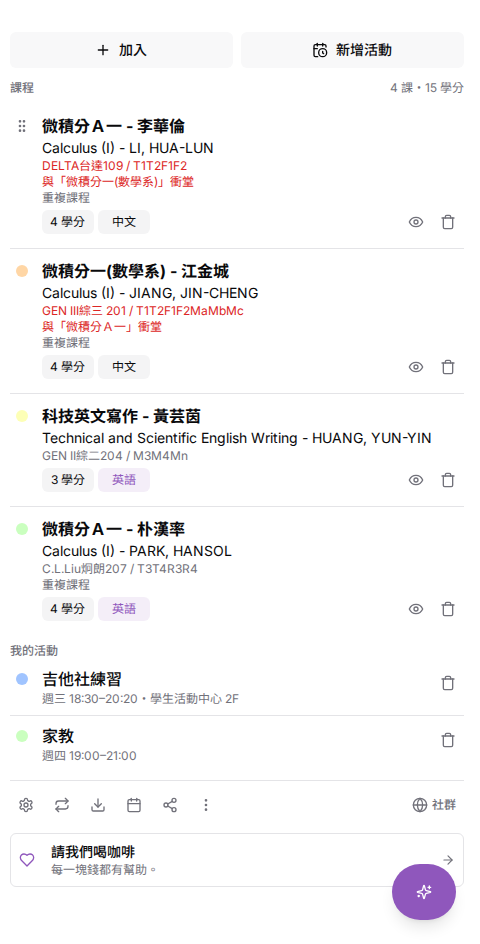 加入
新增活動
課程
4 課・15 學分
微積分A一 - 李華倫
Calculus (I) - LI, HUA-LUN
DELTA台達109 / T1T2F1F2
與「微積分一(數學系)」衝堂
重複課程
4 學分
中文
微積分一(數學系) - 江金城
Calculus (I) - JIANG, JIN-CHENG
GEN III綜三 201 / T1T2F1F2MaMbMc
與「微積分A一」衝堂
重複課程
4 學分
中文
科技英文寫作 - 黃芸茵
Technical and Scientific English Writing - HUANG, YUN-YIN
GEN II綜二204 / M3M4Mn
3 學分
英語
微積分A一 - 朴漢率
Calculus (I) - PARK, HANSOL
C.L.Liu炯朗207 / T3T4R3R4
重複課程
4 學分
英語
我的活動
吉他社練習
週三 18:30–20:20・學生活動中心 2F
家教
週四 19:00–21:00
社群
請我們喝咖啡
每一塊錢都有幫助。